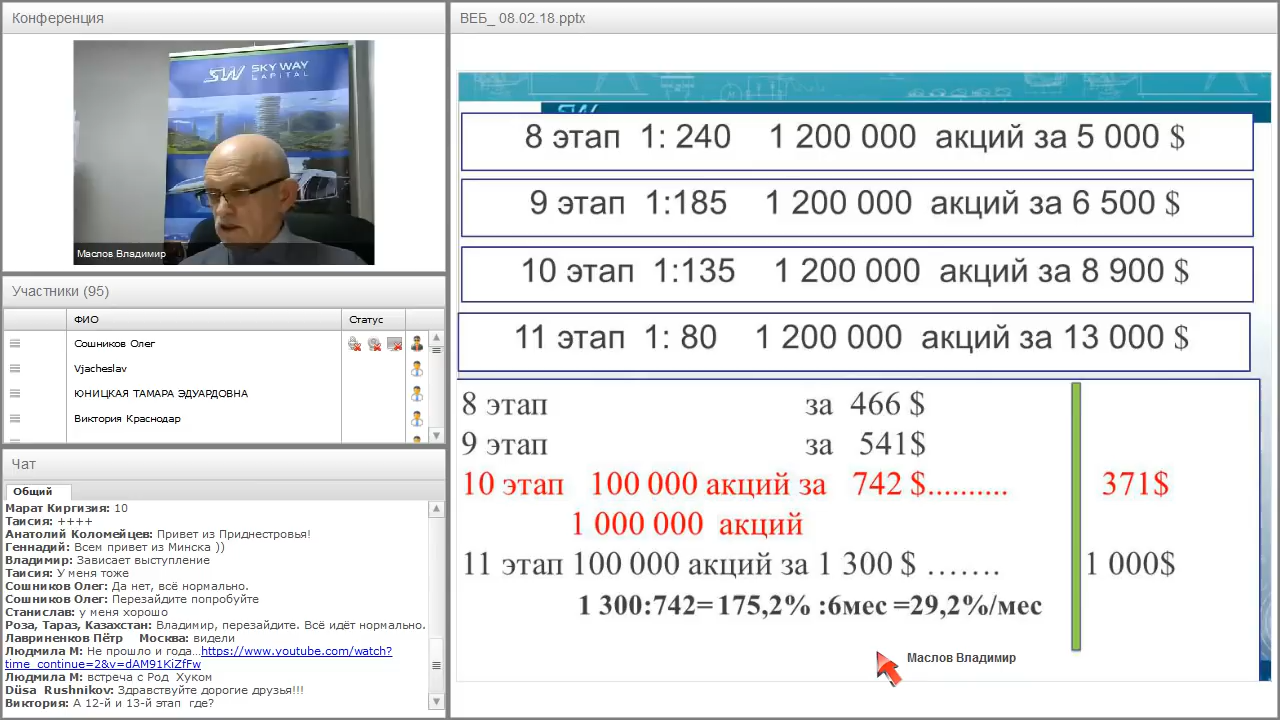 Конференция
SKY WAY
CAPITAL
Маслов Владимир
Участники (95)
ФИО
Статус
Сошников Олег
Vjacheslav
ЮНИЦКАЯ ТАМАРА ЭДУАРДОВНА
Виктория Краснодар
Чат
Общий
Марат Киргизия: 10
Таисия: ++++
Анатолий Коломейцев: Привет из Приднестровья!
Геннадий: Всем привет из Минска ))
Владимир: Зависает выступление
Таисия: У меня тоже
Сошников Олег: Да нет, всё нормально.
Сошников Олег: Перезайдите попробуйте
Станислав: у меня хорошо
Роза, Тараз, Казахстан: Владимир, перезайдите. Всё идёт нормально.
Лавриненков Пётр Москва: видели
Людмила М: Не прошло и года...https://www.youtube.com/watch?
time_continue=2&v=dAM91KiZfFw
Людмила М: встреча с Род Хуком
Düsa Rushnikov: Здравствуйте дорогие друзья!!!
Виктория: А 12-й и 13-й этап где?
ВЕБ_ 08.02.18.pptx
8 этап 1: 240 1 200 000 акций за 5 000 $
9 этап 1:185 1 200 000 акций за 6 500 $
10 этап 1:135 1 200 000 акций за 8 900 $
11 этап 1: 80 1 200 000 акций за 13 000 $
8 этап за 466 $
9 этап за 541$
10 этап 100 000 акций за 742 $.......... 371$
1 000 000 акций
11 этап 100 000 акций за 1 300 $ ....... 1 000$
1 300:742= 175,2% :6мес =29,2%/мес
Маслов Владимир